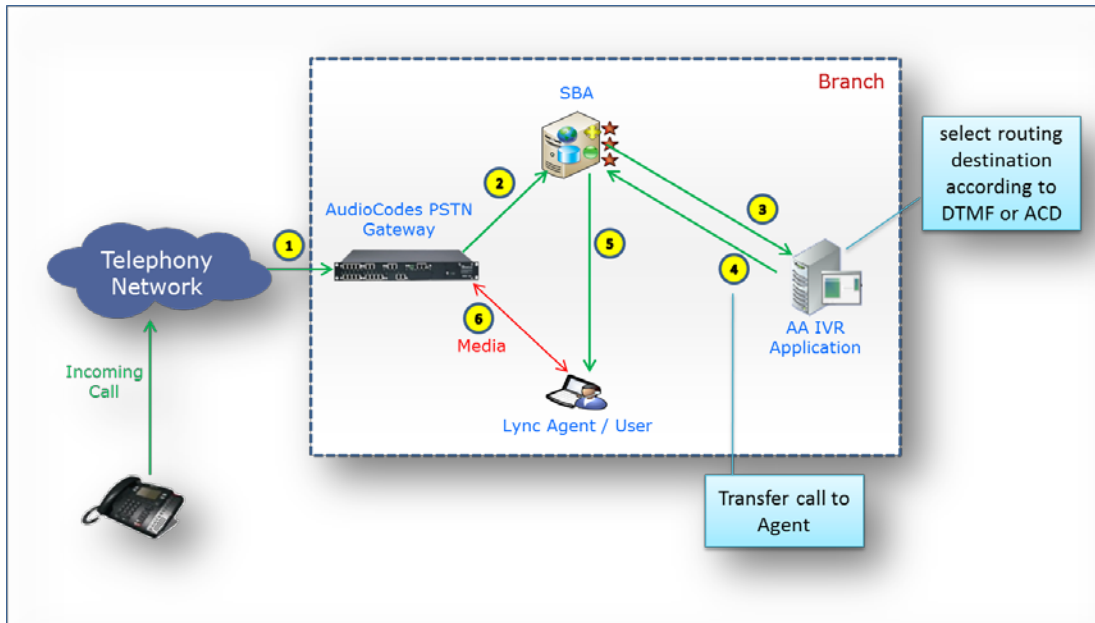 Branch
SBA
select routing
destination
according to
DTMF or ACD
2
3
AudioCodes PSTN
Gateway
1
5
4
Telephony
Network
6
Media
AA IVR
Application
Incoming
Call
Lync Agent / User
Transfer call to
Agent